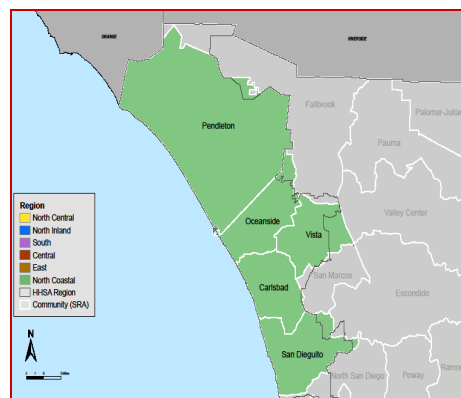 ORANGE
RIVERSIDE
Fallbrook
Palomar-Julian
Pendleton
Pauma
Valley Center
Oceanside
Vista
San Marcos
Carlsbad
Escondido
San Dieguito
North San Diego
Poway
Ramo
Region
North Central
North Inland
South
Central
East
North Coastal
HHSA Region
Community (SRA)
N